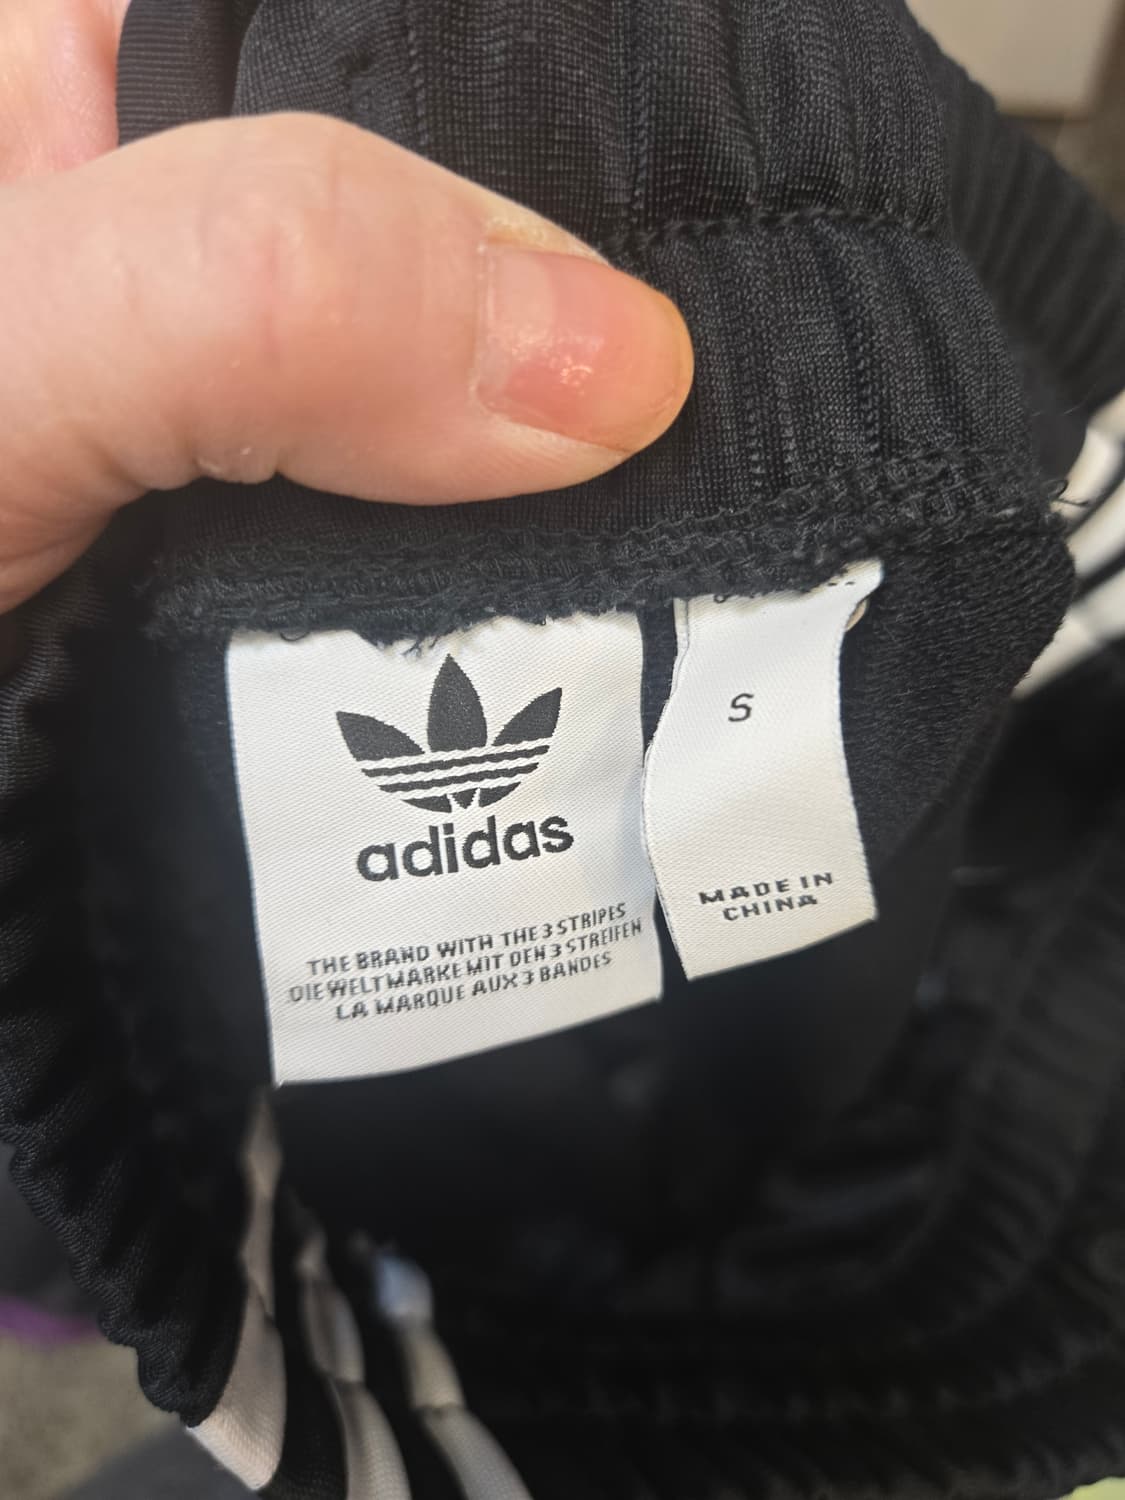 adidas
THE BRAND WITH THE 3 STRIPES
DIE WELTMARKE MIT DEN 3 STREIFEN
LA MARQUE AUX 3 BANDES
S
MADE IN
CHINA